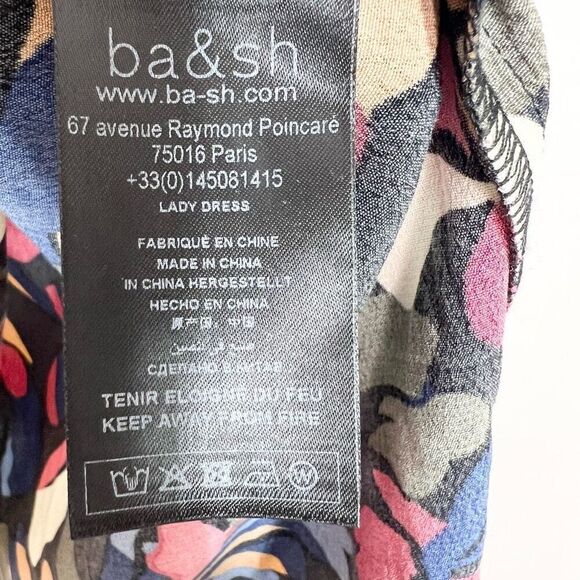 ba&sh
www.ba-sh.com
67 avenue Raymond Poincaré
75016 Paris
+33(0)145081415
LADY DRESS
FABRIQUÉ EN CHINE
MADE IN CHINA
IN CHINA HERGESTELLT
HECHO EN CHINA
原产国：中国
صنع في الصين
СДЕЛАНО В КИТАЕ
TENIR ELOIGNE DU FEU
KEEP AWAY FROM FIRE
W